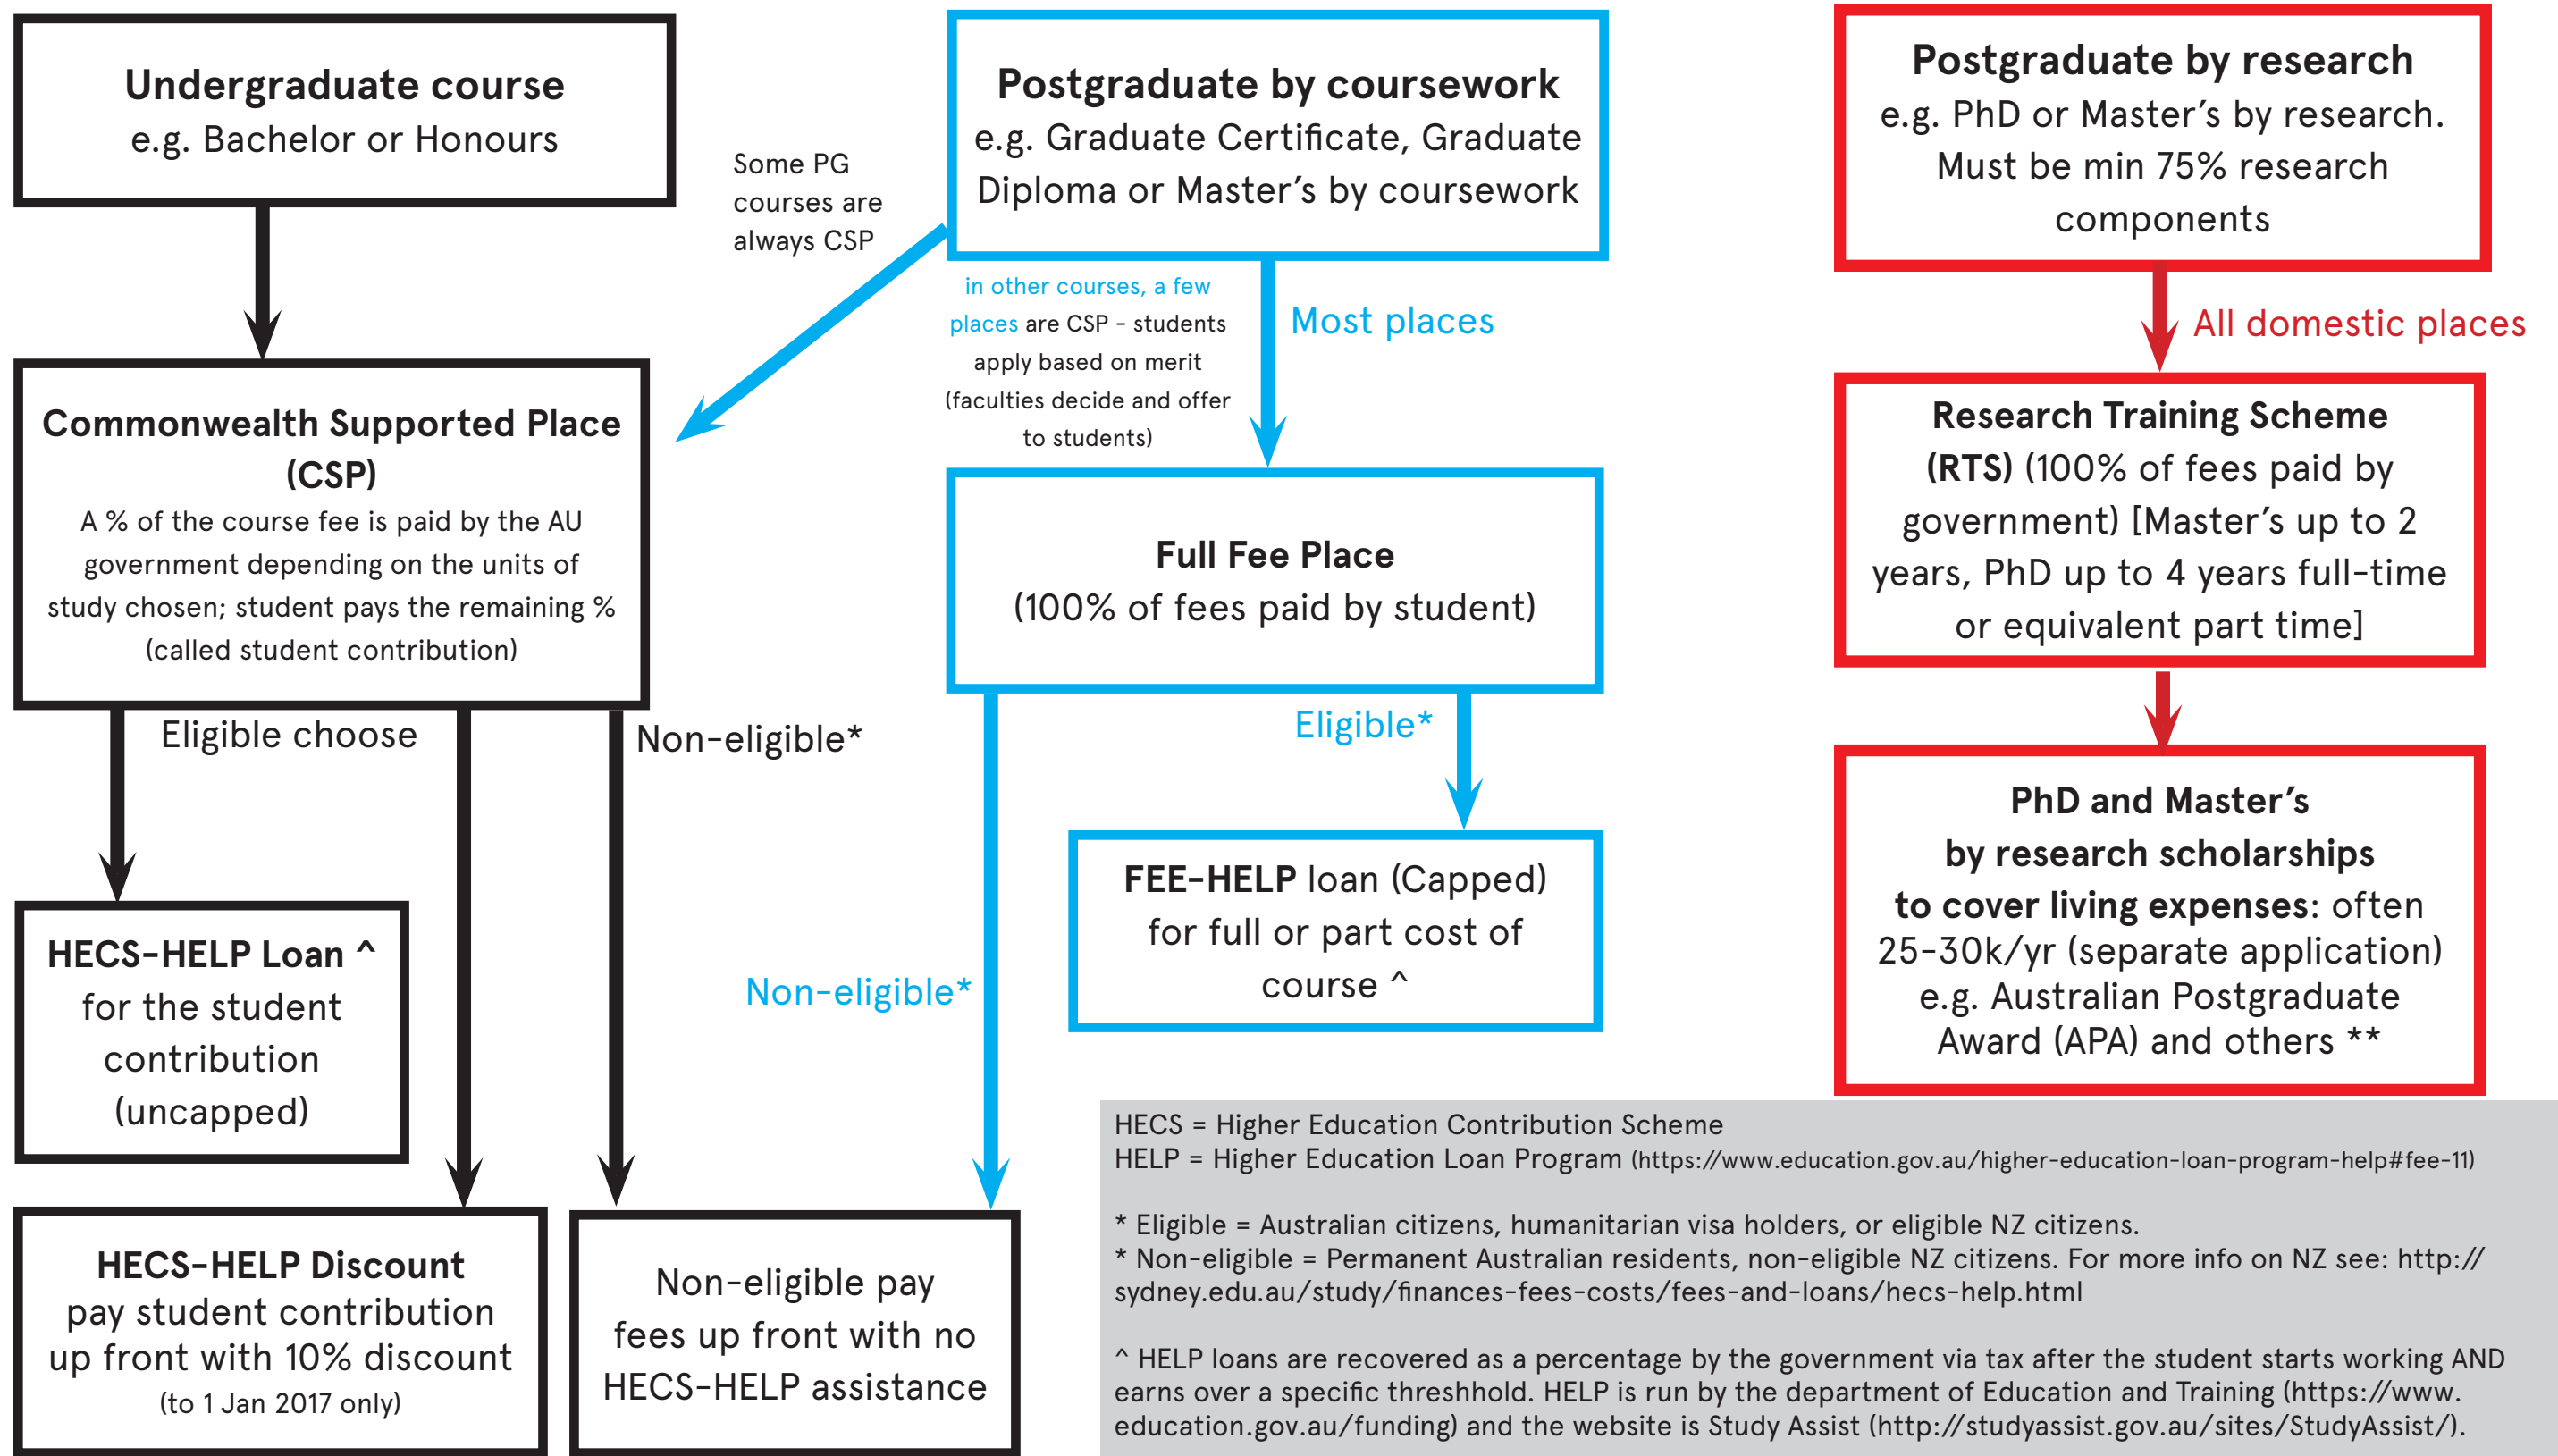 Undergraduate course
e.g. Bachelor or Honours
Some PG
courses are
always CSP
Postgraduate by coursework
e.g. Graduate Certificate, Graduate
Diploma or Master’s by coursework
Postgraduate by research
e.g. PhD or Master’s by research.
Must be min 75% research
components
in other courses, a few
places are CSP - students
apply based on merit
(faculties decide and offer
to students)
Most places
All domestic places
Commonwealth Supported Place
(CSP)
A % of the course fee is paid by the AU
government depending on the units of
study chosen; student pays the remaining %
(called student contribution)
Full Fee Place
(100% of fees paid by student)
Research Training Scheme
(RTS) (100% of fees paid by
government) [Master’s up to 2
years, PhD up to 4 years full-time
or equivalent part time]
Eligible choose
Non-eligible*
Eligible*
Non-eligible*
HECS-HELP Loan ^
for the student
contribution
(uncapped)
FEE-HELP loan (Capped)
for full or part cost of
course ^
PhD and Master’s
by research scholarships
to cover living expenses: often
25-30k/yr (separate application)
e.g. Australian Postgraduate
Award (APA) and others **
HECS-HELP Discount
pay student contribution
up front with 10% discount
(to 1 Jan 2017 only)
Non-eligible pay
fees up front with no
HECS-HELP assistance
HECS = Higher Education Contribution Scheme
HELP = Higher Education Loan Program (https://www.education.gov.au/higher-education-loan-program-help#fee-11)
* Eligible = Australian citizens, humanitarian visa holders, or eligible NZ citizens.
* Non-eligible = Permanent Australian residents, non-eligible NZ citizens. For more info on NZ see: http://
sydney.edu.au/study/finances-fees-costs/fees-and-loans/hecs-help.html
^ HELP loans are recovered as a percentage by the government via tax after the student starts working AND
earns over a specific threshhold. HELP is run by the department of Education and Training (https://www.
education.gov.au/funding) and the website is Study Assist (http://studyassist.gov.au/sites/StudyAssist/).